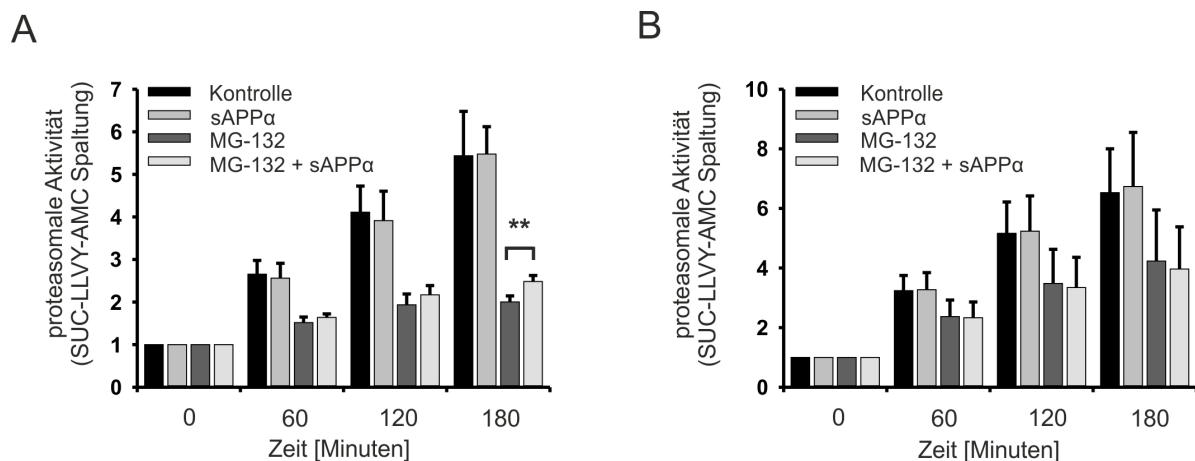 A
proteasomale Aktivität
(SUC-LLVY-AMC Spaltung)
7
6
5
4
3
2
1
0
Kontrolle
sAPPα
MG-132
MG-132 + sAPPα
**
0 60 120 180
Zeit [Minuten]
B
proteasomale Aktivität
(SUC-LLVY-AMC Spaltung)
10
8
6
4
2
0
Kontrolle
sAPPα
MG-132
MG-132 + sAPPα
0 60 120 180
Zeit [Minuten]